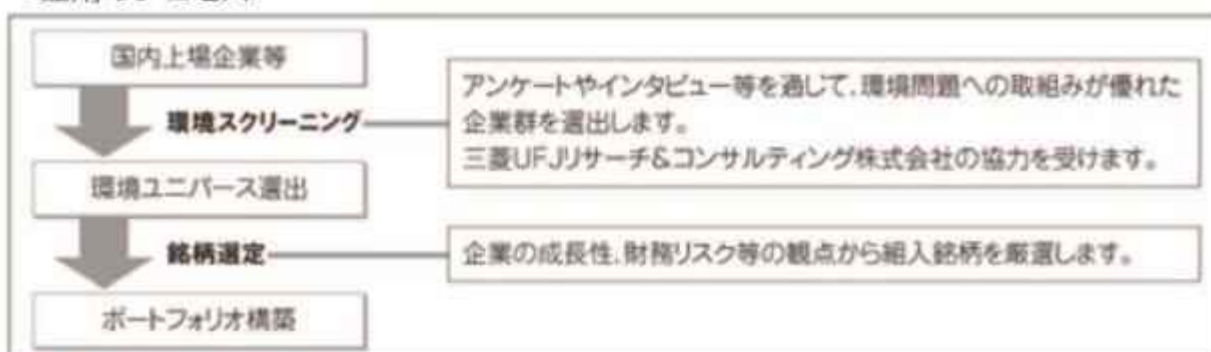 国内上場企業等
環境スクリーニング
アンケートやインタビュー等を通して、環境問題への取組みが優れた
企業群を選出します。
三菱UFJリサーチ&コンサルティング株式会社の協力を受けます。
環境ユニバース選出
銘柄選定
企業の成長性、財務リスク等の観点から組入銘柄を厳選します。
ポートフォリオ構築